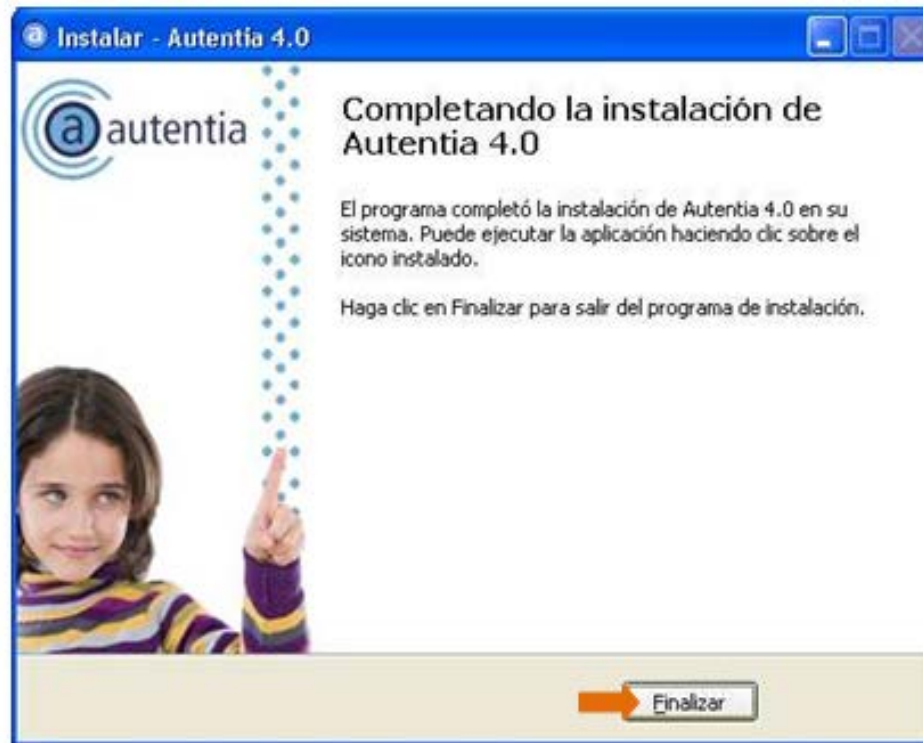 Instalar - Autentia 4.0
a autentia
Completando la instalación de
Autentia 4.0
El programa completó la instalación de Autentia 4.0 en su
sistema. Puede ejecutar la aplicación haciendo clic sobre el
icono instalado.
Haga clic en Finalizar para salir del programa de instalación.
Finalizar